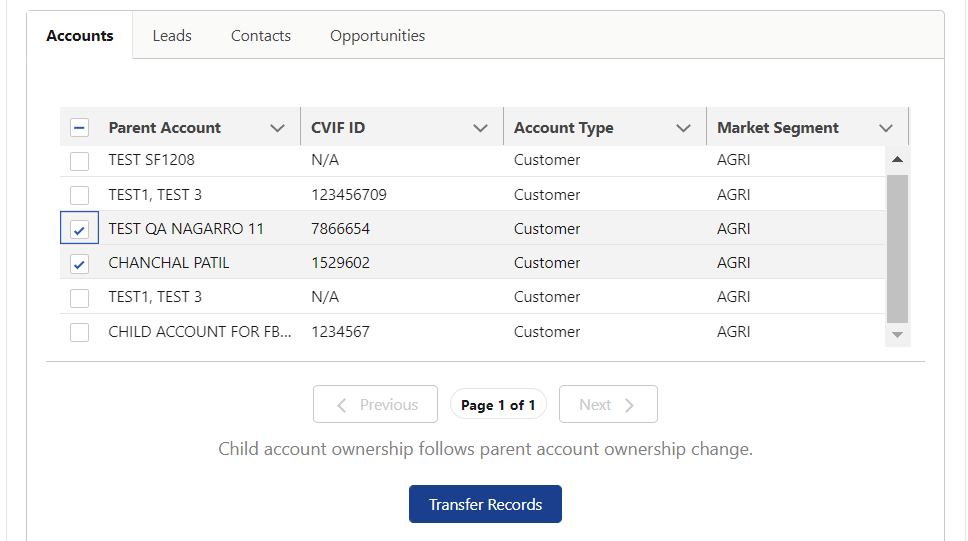 Accounts Leads Contacts Opportunities
Parent Account CVIF ID Account Type Market Segment
TEST SF1208 N/A Customer AGRI
TEST1, TEST 3 123456709 Customer AGRI
TEST QA NAGARRO 11 7866654 Customer AGRI
CHANCHAL PATIL 1529602 Customer AGRI
TEST1, TEST 3 N/A Customer AGRI
CHILD ACCOUNT FOR FB... 1234567 Customer AGRI
Previous Page 1 of 1 Next
Child account ownership follows parent account ownership change.
Transfer Records